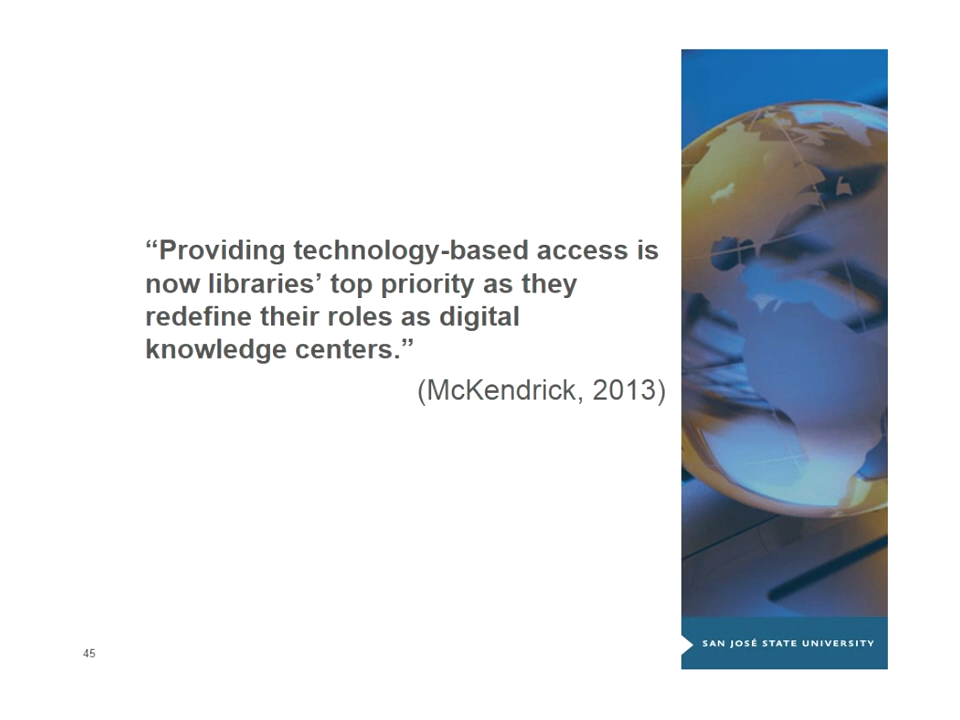 “Providing technology-based access is
now libraries’ top priority as they
redefine their roles as digital
knowledge centers.”
(McKendrick, 2013)
SAN JOSÉ STATE UNIVERSITY
45